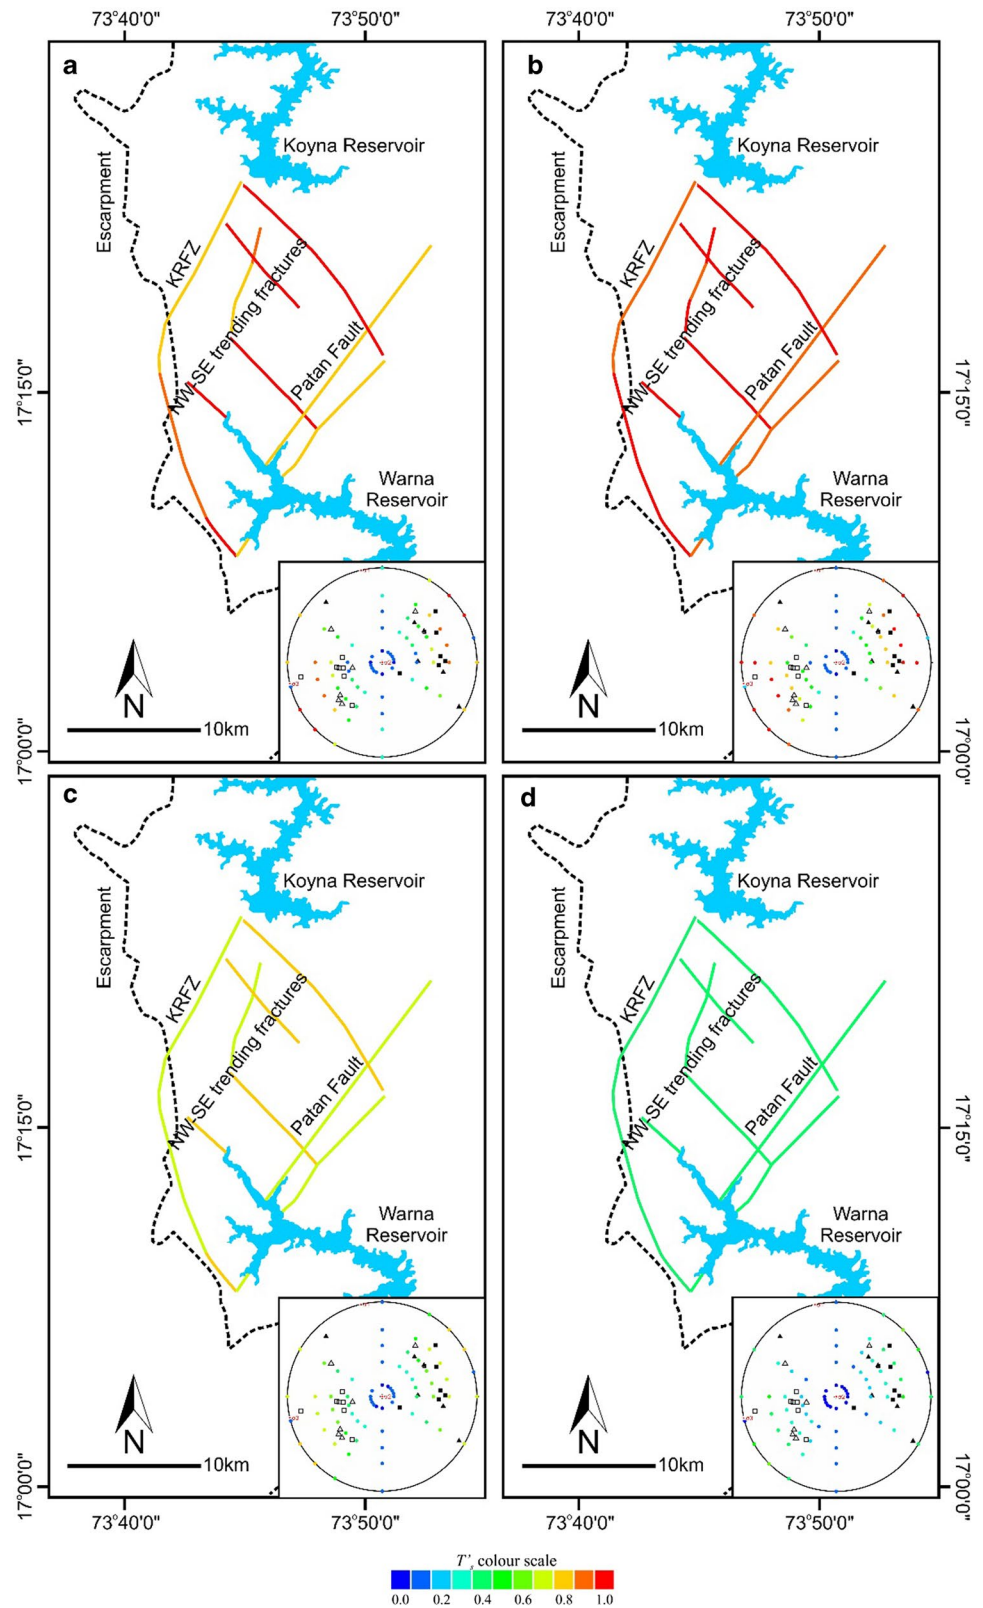 73°40'0" 73°50'0" 73°40'0" 73°50'0"
a
Koyna Reservoir
Escarpment
KRFZ
NW-SE trending fractures
Patan Fault
17°15'0"
Warna
Reservoir
N
10km
17°00'0"
b
Koyna Reservoir
Escarpment
KRFZ
NW-SE trending fractures
Patan Fault
17°15'0"
Warna
Reservoir
N
10km
17°00'0"
c
Koyna Reservoir
Escarpment
KRFZ
NW-SE trending fractures
Patan Fault
17°15'0"
Warna
Reservoir
N
10km
17°00'0"
d
Koyna Reservoir
Escarpment
KRFZ
NW-SE trending fractures
Patan Fault
17°15'0"
Warna
Reservoir
N
10km
17°00'0"
73°40'0" 73°50'0" 73°40'0" 73°50'0"
T's colour scale
0.0 0.2 0.4 0.6 0.8 1.0